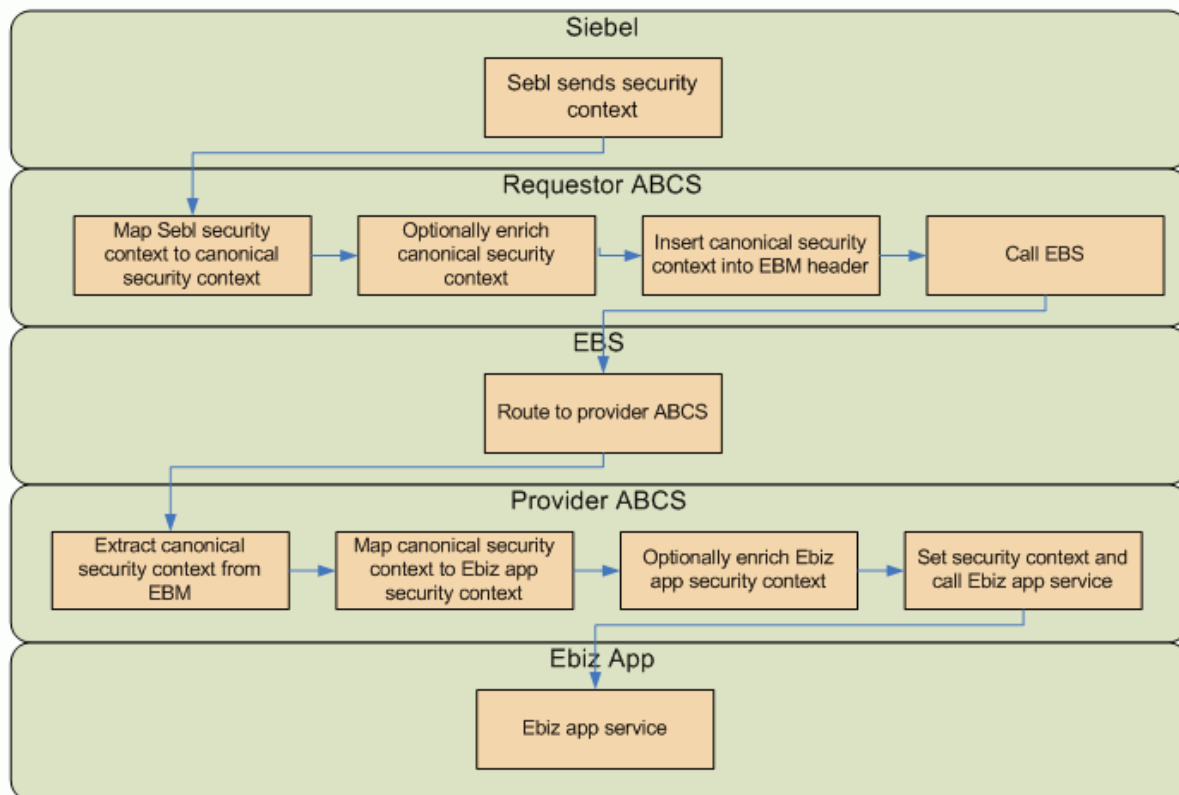 Siebel
Sebl sends security
context
Requestor ABCS
Map Sebl security
context to canonical
security context
Optionally enrich
canonical security
context
Insert canonical security
context into EBM header
Call EBS
EBS
Route to provider ABCS
Provider ABCS
Extract canonical
security context from
EBM
Map canonical security
context to Ebiz app
security context
Optionally enrich Ebiz
app security context
Set security context and
call Ebiz app service
Ebiz App
Ebiz app service